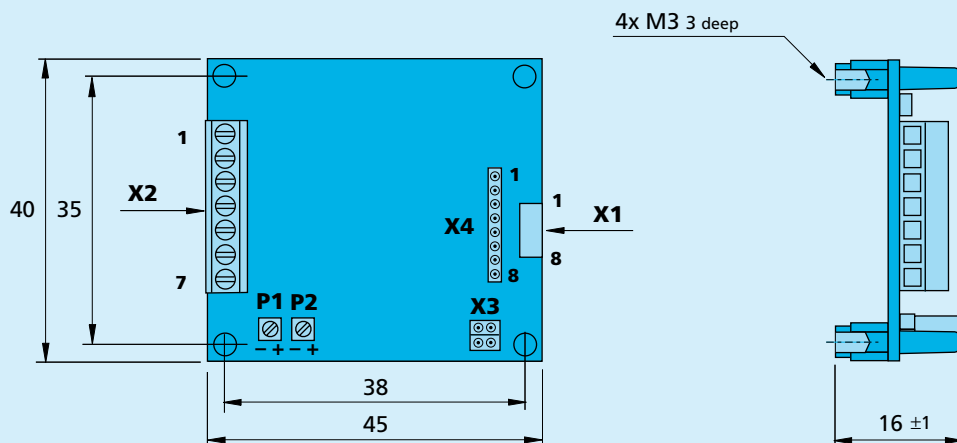 4x M3 3 deep
1
X2
40
35
7
P1 P2
– + – +
1
X4
8
1
X1
8
X3
38
45
16 ±1